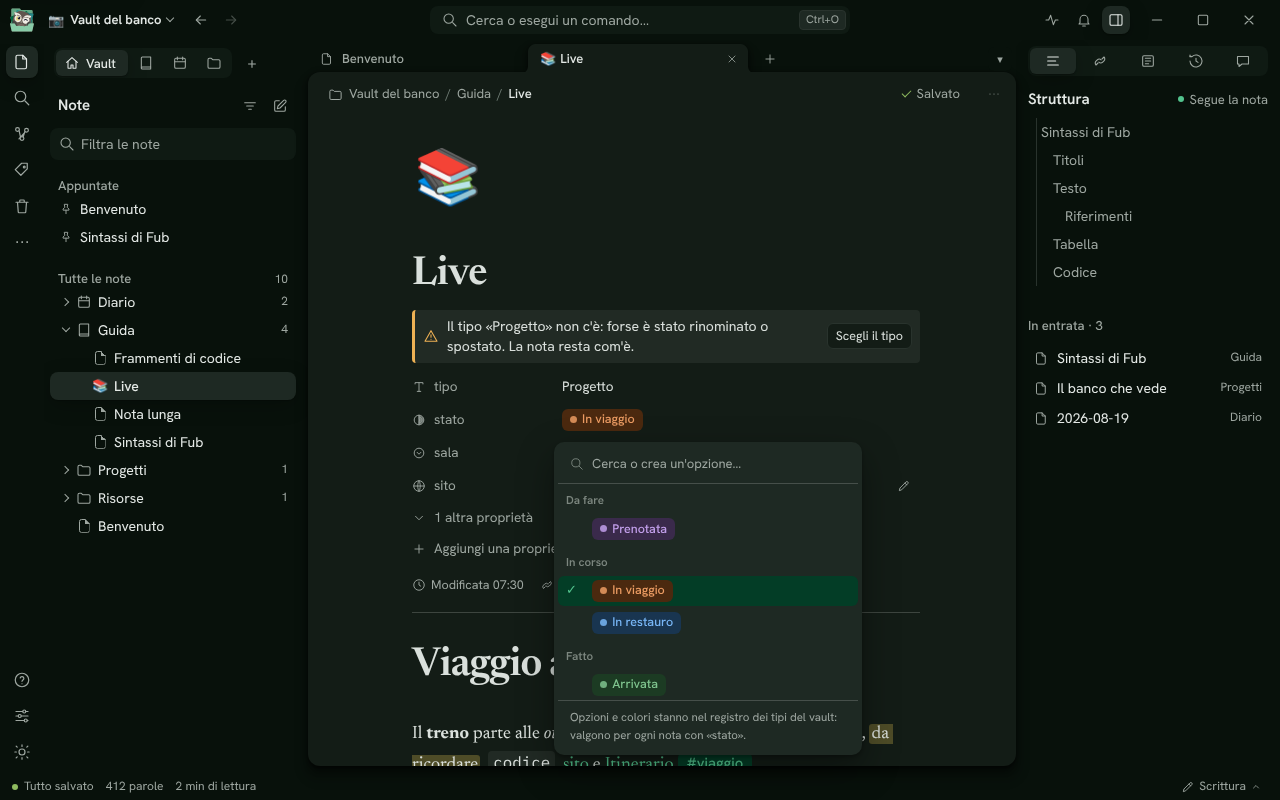 Vault del banco
Cerca o esegui un comando...
Ctrl+O
Vault
Benvenuto
Live
Note
Filtra le note
Appuntate
Benvenuto
Sintassi di Fub
Tutte le note 10
Diario 2
Guida 4
Frammenti di codice
Live
Nota lunga
Sintassi di Fub
Progetti 1
Risorse 1
Benvenuto
Vault del banco / Guida / Live
Salvato
Live
Il tipo «Progetto» non c'è: forse è stato rinominato o
spostato. La nota resta com'è.
Scegli il tipo
tipo Progetto
stato In viaggio
sala
sito
1 altra proprietà
Aggiungi una proprie
Modificata 07:30
Cerca o crea un'opzione...
Da fare
Prenotata
In corso
✓ In viaggio
In restauro
Fatto
Arrivata
Opzioni e colori stanno nel registro dei tipi del vault:
valgono per ogni nota con «stato».
Viaggio
Il treno parte alle , da
ricordare codice sito e Itinerario #viaggio
Struttura
Segue la nota
Sintassi di Fub
Titoli
Testo
Riferimenti
Tabella
Codice
In entrata · 3
Sintassi di Fub Guida
Il banco che vede Progetti
2026-08-19 Diario
Tutto salvato 412 parole 2 min di lettura
Scrittura